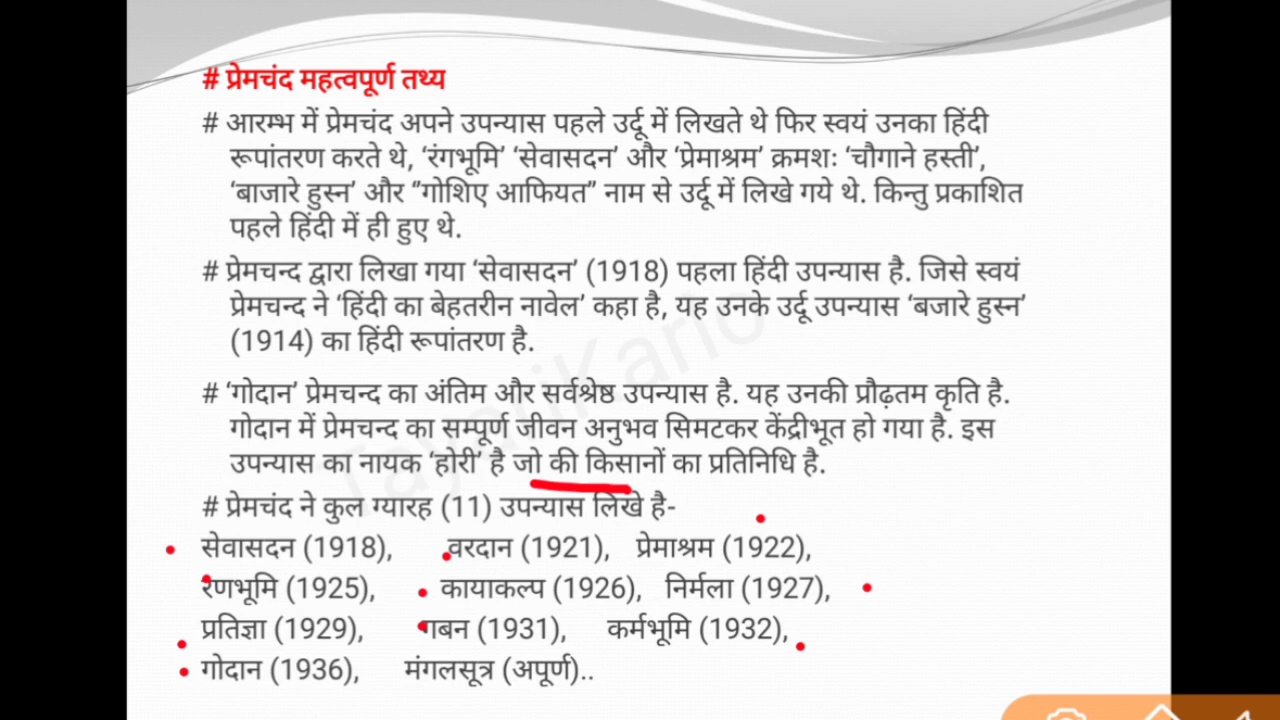 # प्रेमचंद महत्वपूर्ण तथ्य
# आरम्भ में प्रेमचंद अपने उपन्यास पहले उर्दू में लिखते थे फिर स्वयं उनका हिंदी
रूपांतरण करते थे, ‘रंगभूमि’ ‘सेवासदन’ और ‘प्रेमाश्रम’ क्रमशः ‘चौगाने हस्ती’,
‘बाजारे हुस्न’ और “गोशिए आफियत” नाम से उर्दू में लिखे गये थे. किन्तु प्रकाशित
पहले हिंदी में ही हुए थे.
# प्रेमचन्द द्वारा लिखा गया ‘सेवासदन’ (1918) पहला हिंदी उपन्यास है. जिसे स्वयं
प्रेमचन्द ने ‘हिंदी का बेहतरीन नावेल’ कहा है, यह उनके उर्दू उपन्यास ‘बजारे हुस्न’
(1914) का हिंदी रूपांतरण है.
# ‘गोदान’ प्रेमचन्द का अंतिम और सर्वश्रेष्ठ उपन्यास है. यह उनकी प्रौढ़तम कृति है.
गोदान में प्रेमचन्द का सम्पूर्ण जीवन अनुभव सिमटकर केंद्रीभूत हो गया है. इस
उपन्यास का नायक ‘होरी’ है जो की किसानों का प्रतिनिधि है.
# प्रेमचंद ने कुल ग्यारह (11) उपन्यास लिखे है-
सेवासदन (1918), वरदान (1921), प्रेमाश्रम (1922),
रणभूमि (1925), कायाकल्प (1926), निर्मला (1927),
प्रतिज्ञा (1929), गबन (1931), कर्मभूमि (1932),
गोदान (1936), मंगलसूत्र (अपूर्ण)..
TayariKarlo